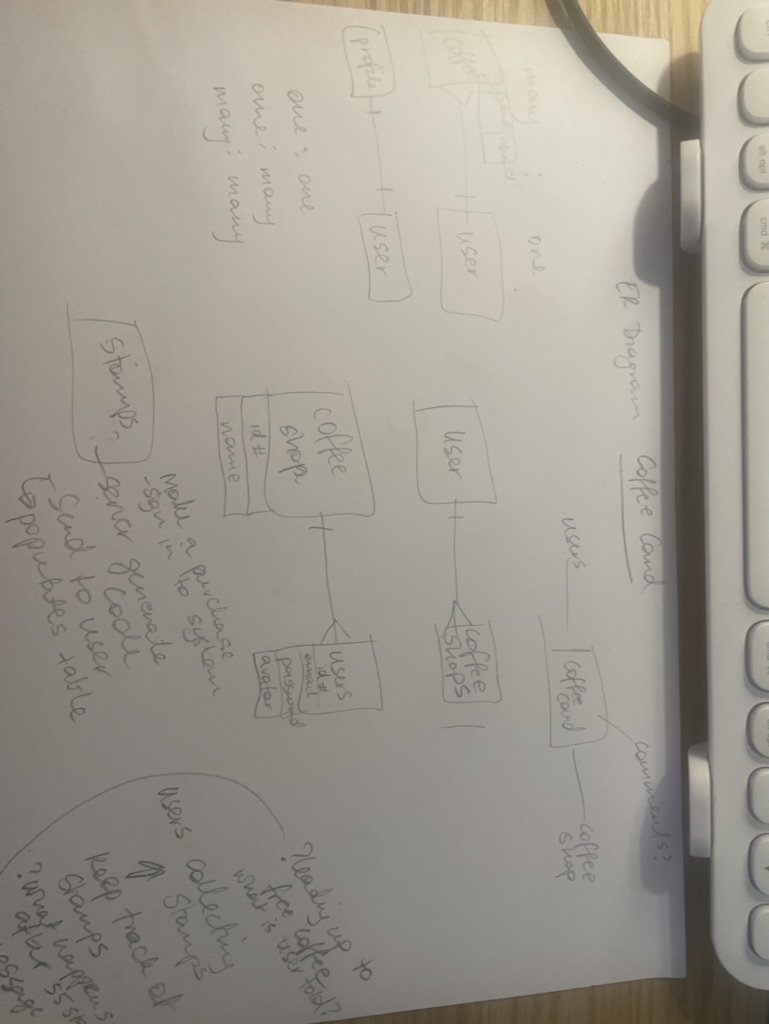 ER Diagram Coffee Card
many : one
coffee
user
profile
user
one : one
one : many
many : many
users
coffee
card
comments?
coffee
shop
user
coffee
shops
coffee
shop
id#
name
users
id#
email
password
avatar
stamps?
Make a purchase
-sign in to system
server generate
code
Send to user
populates table
users collecting
stamps
keep track of
stamps
?what happens
after
?leading up to
free coffee
what is user told?
alt opt
cmd ⌘